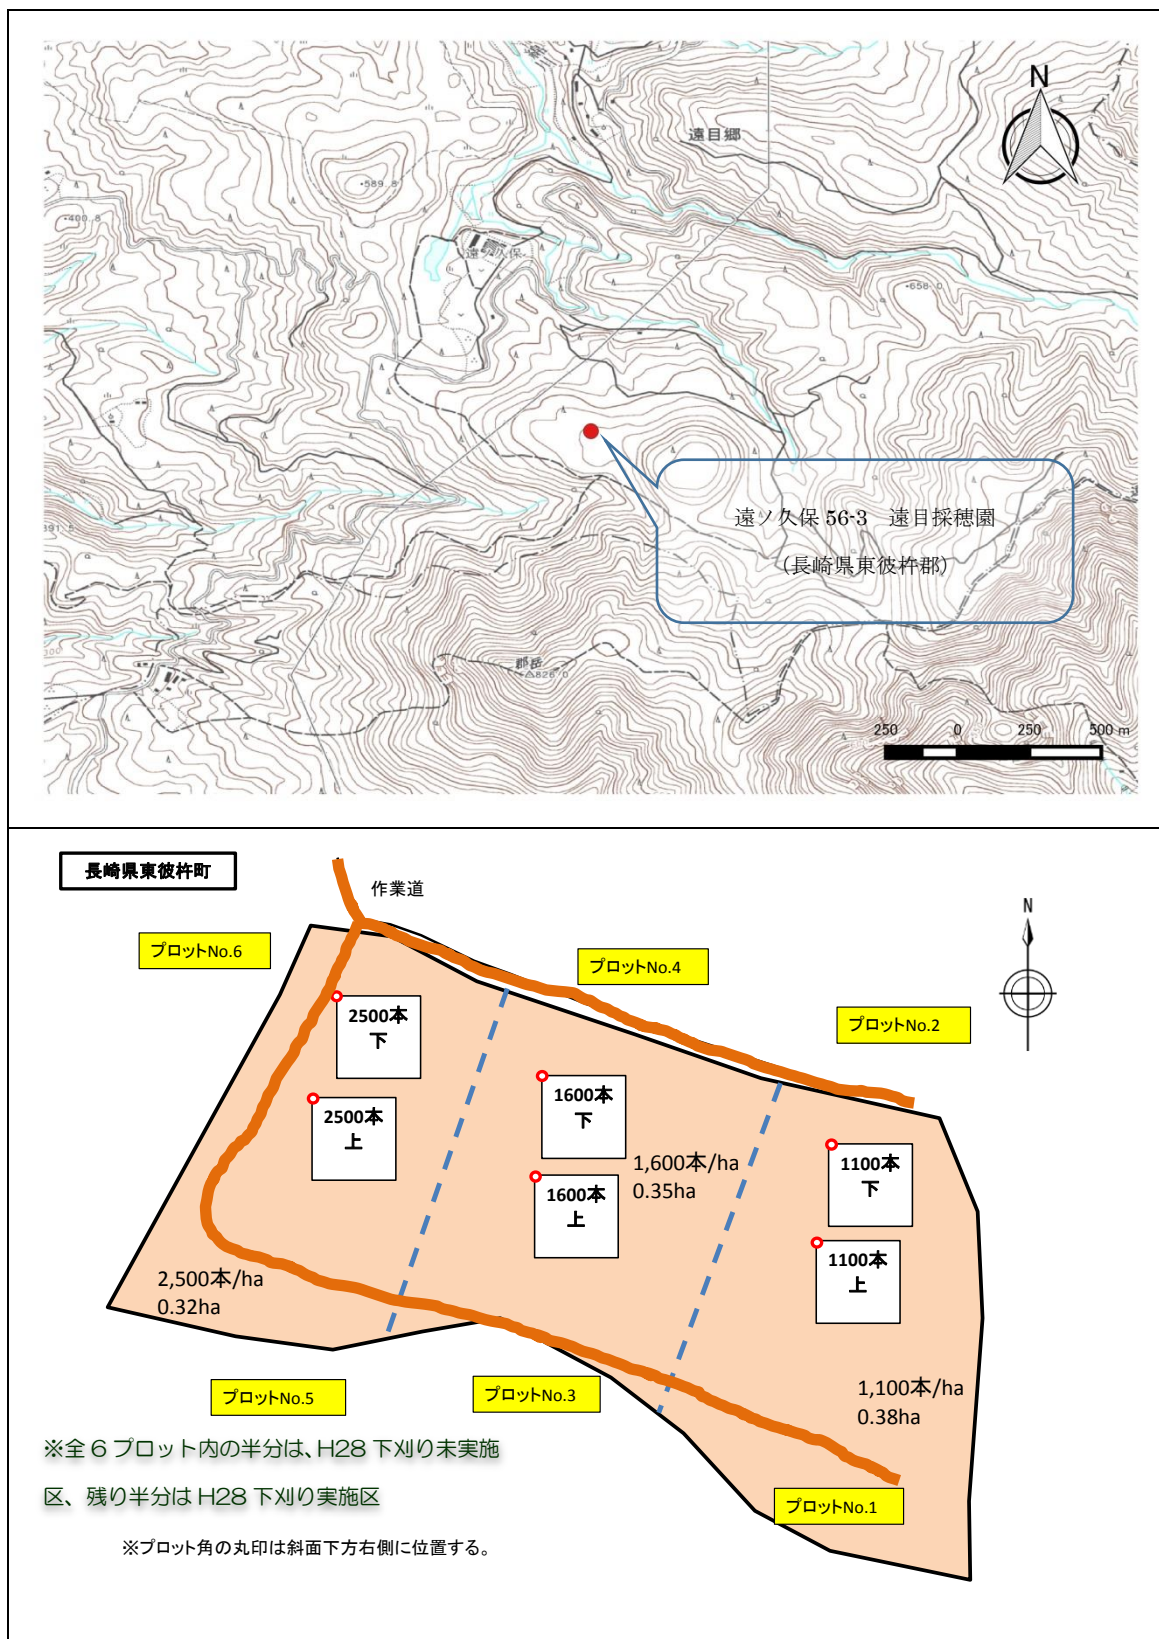 N
遠目郷
・589.8
・400.8
遠ノ久保
・658.0
遠ノ久保 56-3 遠目採穂園
(長崎県東彼杵郡)
391.5
300
郡岳
826.0
250 0 250 500 m
長崎県東彼杵町
作業道
N
プロットNo.6
プロットNo.4
プロットNo.2
2500本
下
2500本
上
1600本
下
1,600本/ha
0.35ha
1600本
上
1100本
下
1100本
上
2,500本/ha
0.32ha
プロットNo.5
プロットNo.3
1,100本/ha
0.38ha
プロットNo.1
※全6プロット内の半分は、H28下刈り未実施
区、残り半分はH28下刈り実施区
※プロット角の丸印は斜面下方右側に位置する。